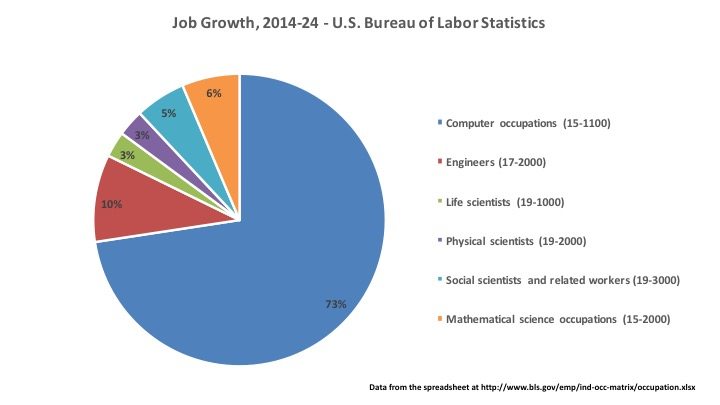 Job Growth, 2014-24 - U.S. Bureau of Labor Statistics
6%
5%
3%
3%
10%
73%
Computer occupations (15-1100)
Engineers (17-2000)
Life scientists (19-1000)
Physical scientists (19-2000)
Social scientists and related workers (19-3000)
Mathematical science occupations (15-2000)
Data from the spreadsheet at http://www.bls.gov/emp/ind-occ-matrix/occupation.xlsx